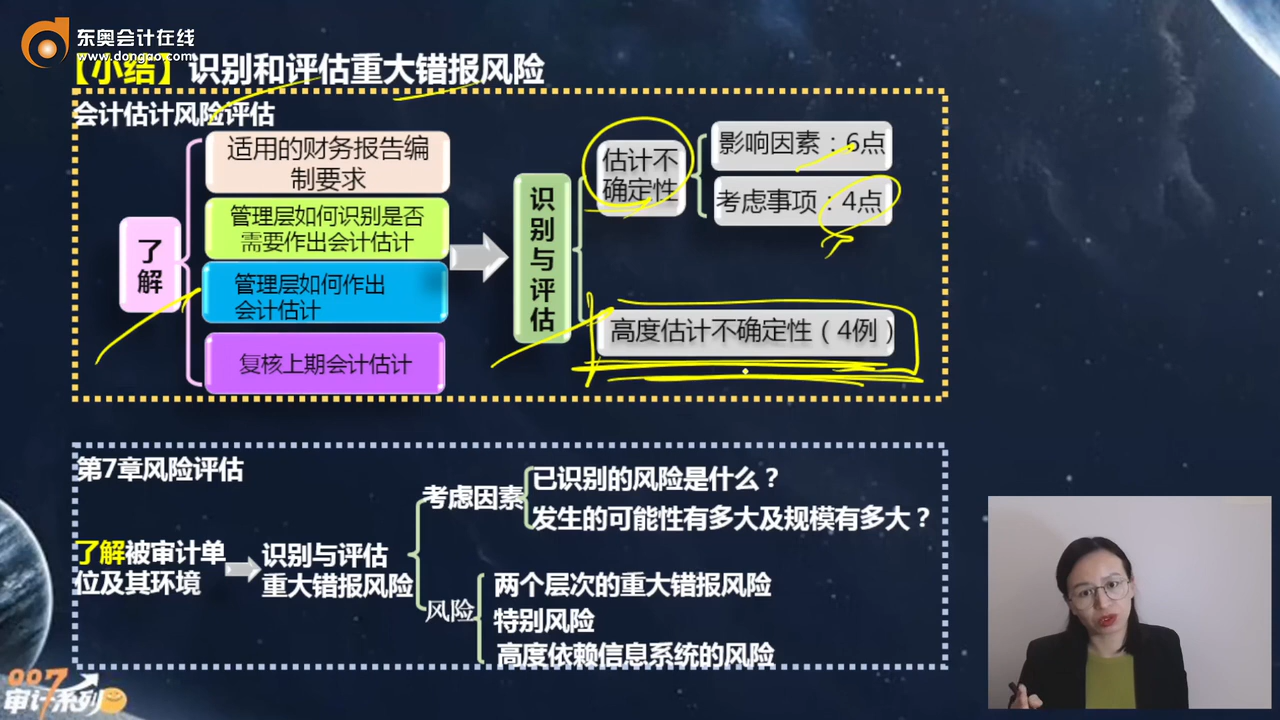 东奥会计在线
www.dongao.com
【小结】识别和评估重大错报风险
会计估计风险评估
了解
适用的财务报告编
制要求
管理层如何识别是否
需要作出会计估计
管理层如何作出
会计估计
复核上期会计估计
识别与评估
估计不
确定性
影响因素：6点
考虑事项：4点
高度估计不确定性（4例）
第7章风险评估
了解被审计单
位及其环境
识别与评估
重大错报风险
考虑因素
已识别的风险是什么？
发生的可能性有多大及规模有多大？
风险
两个层次的重大错报风险
特别风险
高度依赖信息系统的风险
007
审计系列